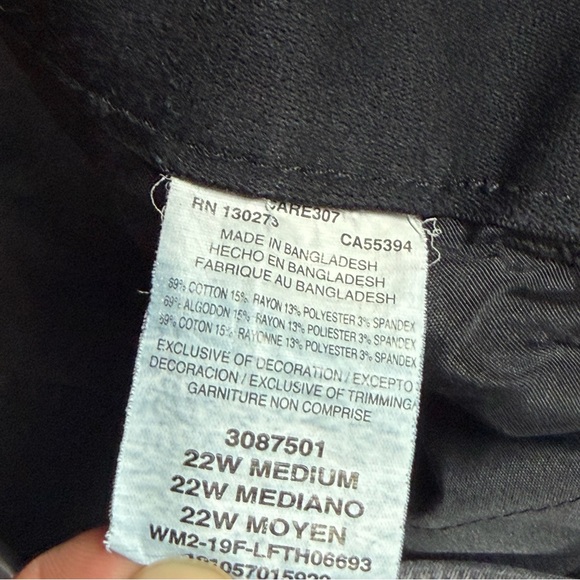 CARE307
RN 130273
CA55394
MADE IN BANGLADESH
HECHO EN BANGLADESH
FABRIQUE AU BANGLADESH
69% COTTON 15% RAYON 13% POLYESTER 3% SPANDEX
69% ALGODON 15% RAYON 13% POLIESTER 3% SPANDEX
69% COTON 15% RAYONNE 13% POLYESTER 3% SPANDEX
EXCLUSIVE OF DECORATION / EXCEPTO
DECORACION / EXCLUSIVE OF TRIMMING/
GARNITURE NON COMPRISE
3087501
22W MEDIUM
22W MEDIANO
22W MOYEN
WM2-19F-LFTH06693